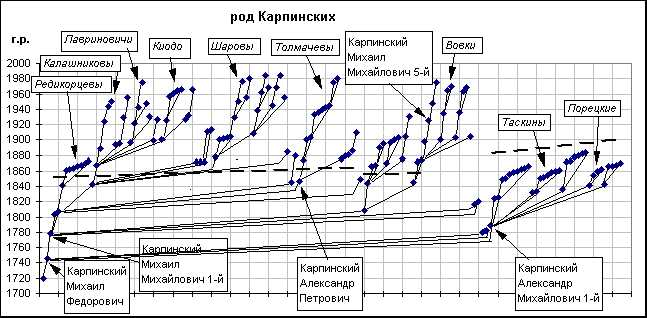 род Карпинских
г.р.
Павриновичи
Калашниковы
Редикорцевы
Киодо
Шаровы
Толмачевы
Карпинский
Михаил
Михайлович 5-й
Вовки
Таскины
Порецкие
2000
1980
1960
1940
1920
1900
1880
1860
1840
1820
1800
1780
1760
1740
1720
1700
Карпинский
Михаил
Федорович
Карпинский
Михаил
Михайлович 1-й
Карпинский
Александр
Петрович
Карпинский
Александр
Михайлович 1-й